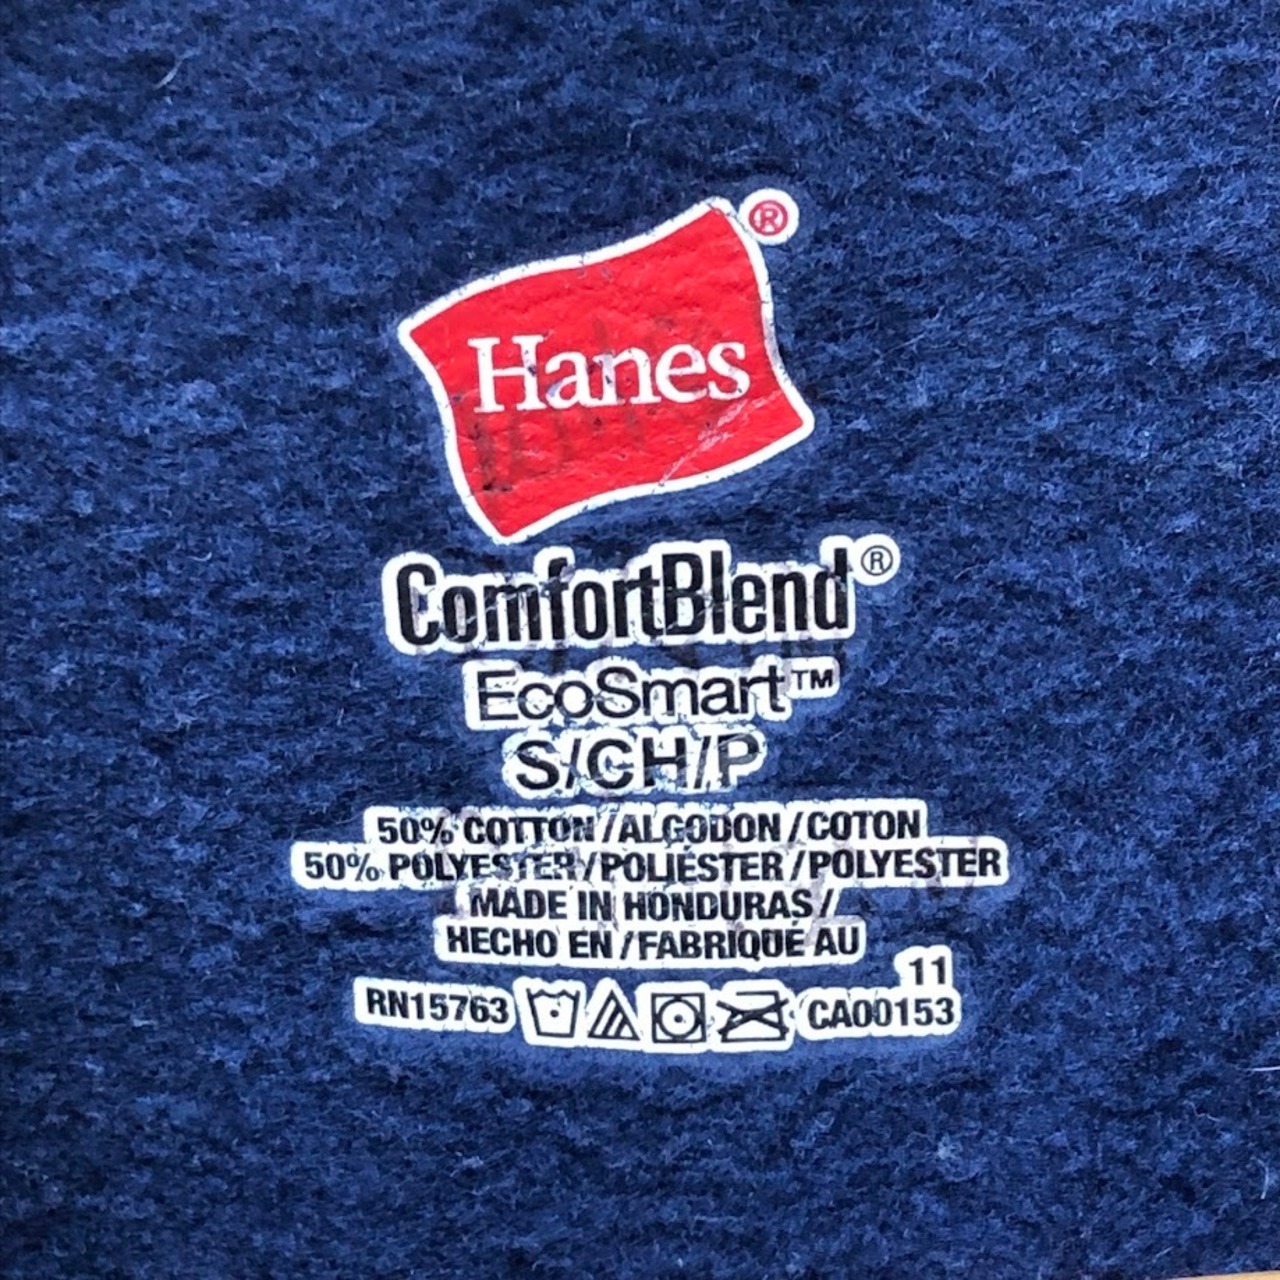 Hanes®
ComfortBlend®
EcoSmart™
S/CH/P
50% COTTON/ALGODON/COTON
50% POLYESTER/POLIÉSTER/POLYESTER
MADE IN HONDURAS/
HECHO EN/FABRIQUÉ AU
11
RN15763 CA00153